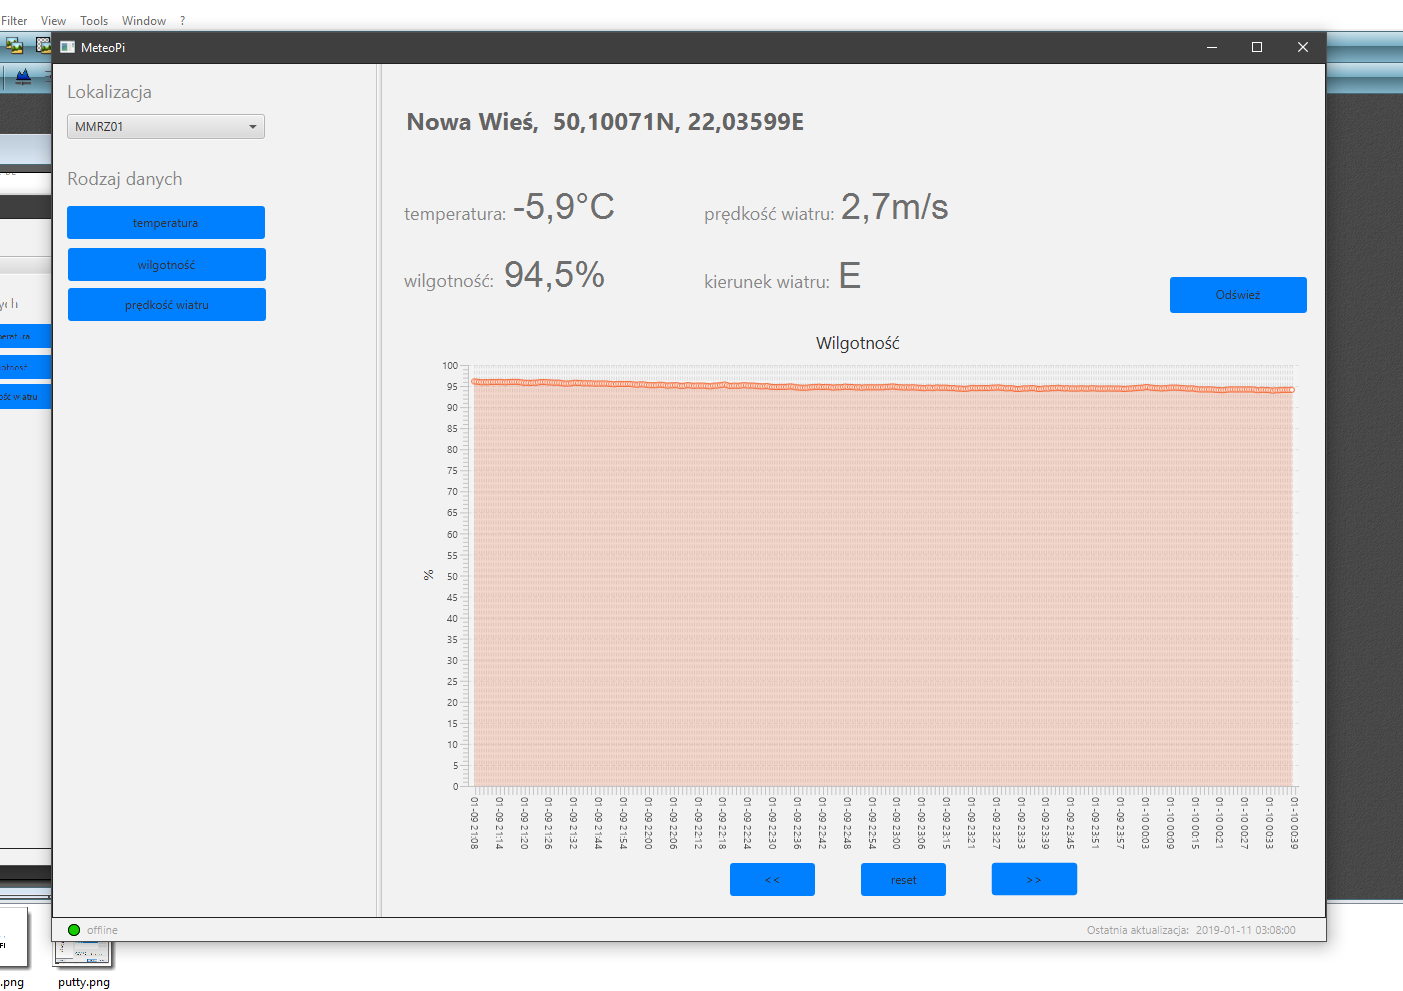 Filter View Tools Window ?
MeteoPi
Lokalizacja
MMRZ01
Rodzaj danych
temperatura
wilgotność
prędkość wiatru
Nowa Wieś, 50,10071N, 22,03599E
temperatura: -5,9°C
prędkość wiatru: 2,7m/s
wilgotność: 94,5%
kierunek wiatru: E
Odśwież
Wilgotność
100
95
90
85
80
75
70
65
60
55
50
45
40
35
30
25
20
15
10
5
0
%
01-09 21:08
01-09 21:14
01-09 21:20
01-09 21:26
01-09 21:32
01-09 21:44
01-09 21:54
01-09 22:00
01-09 22:06
01-09 22:12
01-09 22:18
01-09 22:24
01-09 22:30
01-09 22:36
01-09 22:42
01-09 22:48
01-09 22:54
01-09 23:00
01-09 23:06
01-09 23:15
01-09 23:21
01-09 23:27
01-09 23:33
01-09 23:39
01-09 23:45
01-09 23:51
01-09 23:57
01-10 00:03
01-10 00:09
01-10 00:15
01-10 00:21
01-10 00:27
01-10 00:33
01-10 00:39
<<
reset
>>
offline
Ostatnia aktualizacja: 2019-01-11 03:08:00
.png
putty.png